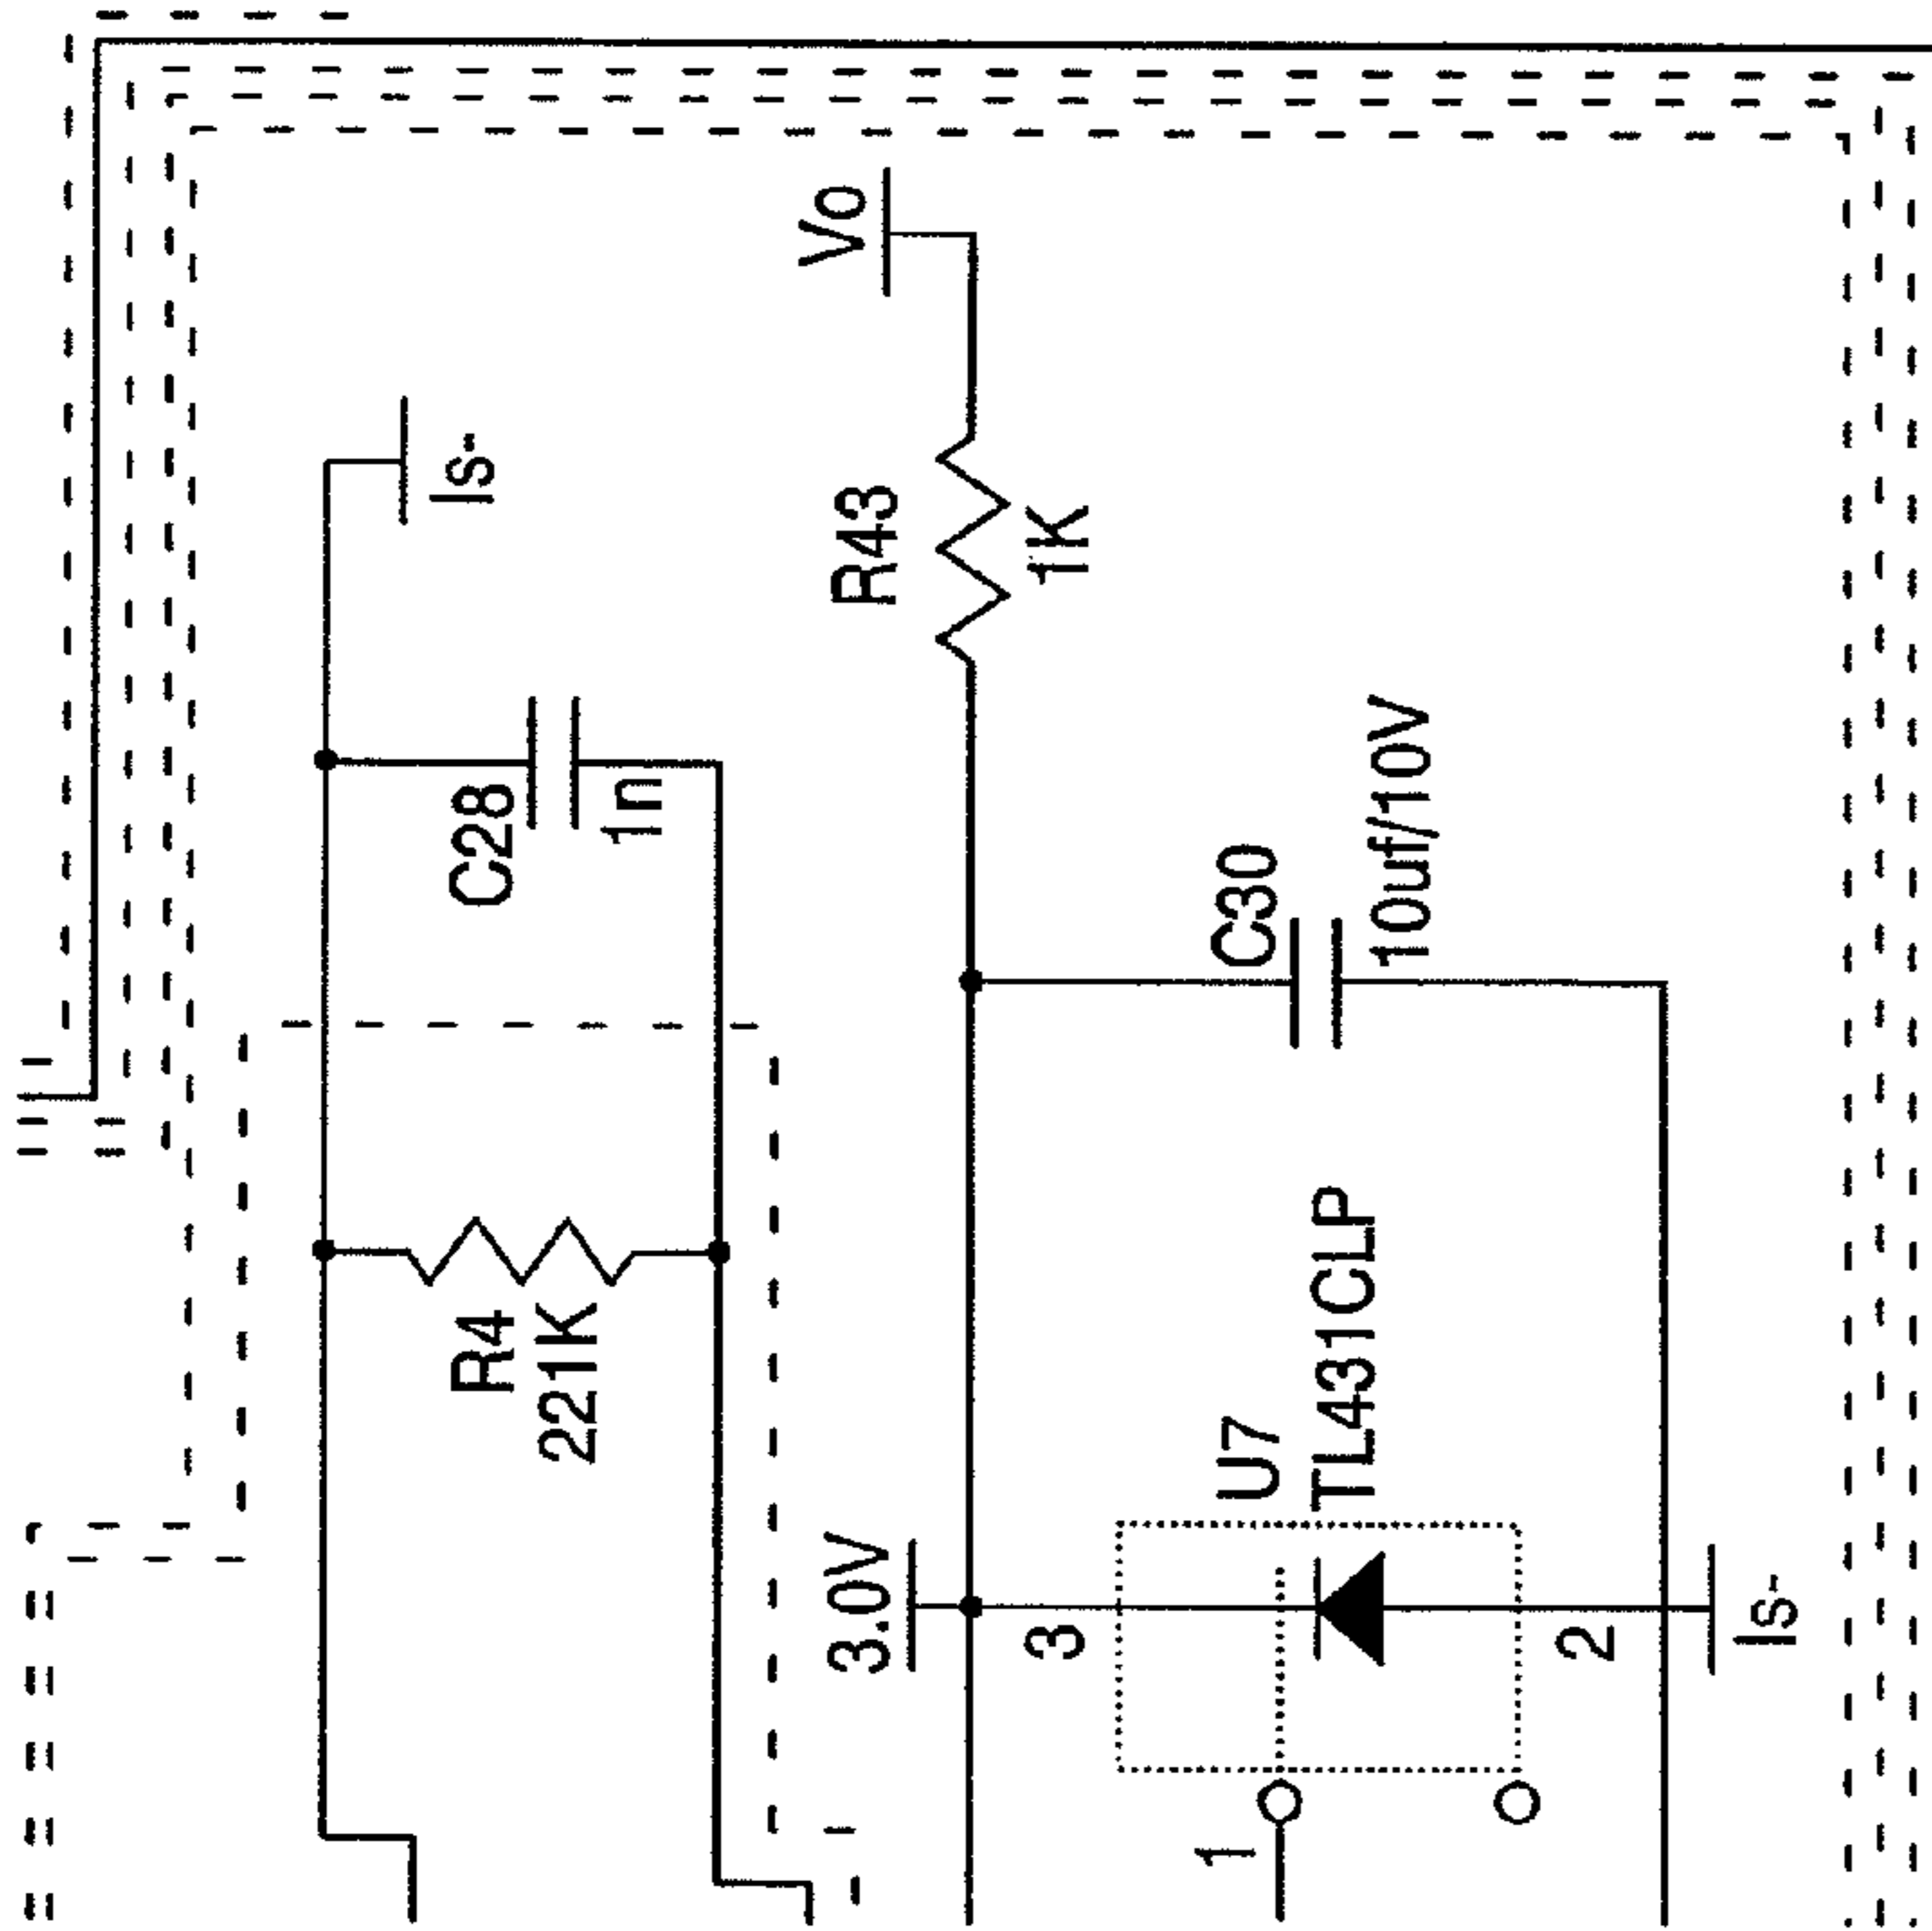 Vo
Is-
R43
1K
C28
1n
C30
10uf/10V
R4
221K
U7
TL431CLP
3.0V
3
2
Is-
1